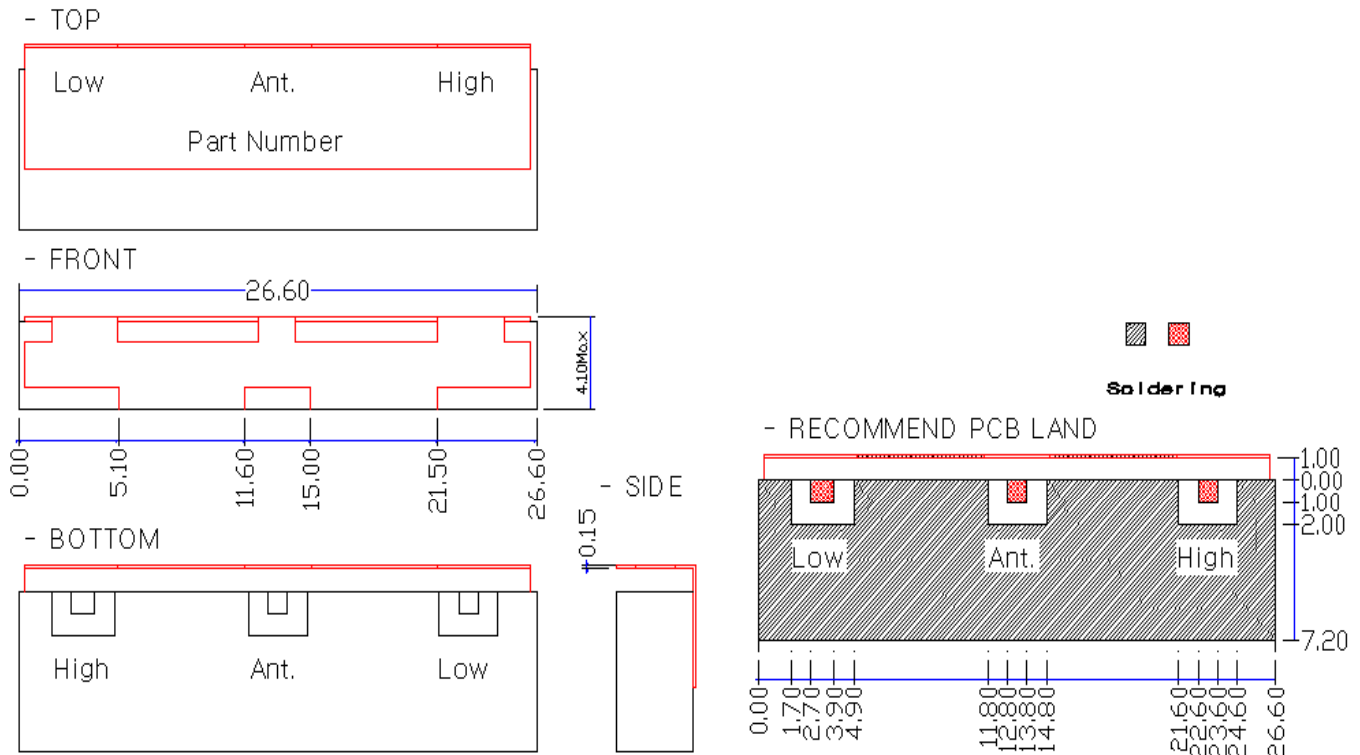 - TOP
Low Ant. High
Part Number
- FRONT
26.60
4.10Max
0.00 5.10 11.60 15.00 21.50 26.60
- BOTTOM
High Ant. Low
- SIDE
0.15
Soldering
- RECOMMEND PCB LAND
1.00
0.00
1.00
2.00
Low Ant. High
7.20
0.00 1.70 2.70 3.90 4.90 11.80 12.80 13.80 14.80 21.60 22.60 23.60 24.60 26.60